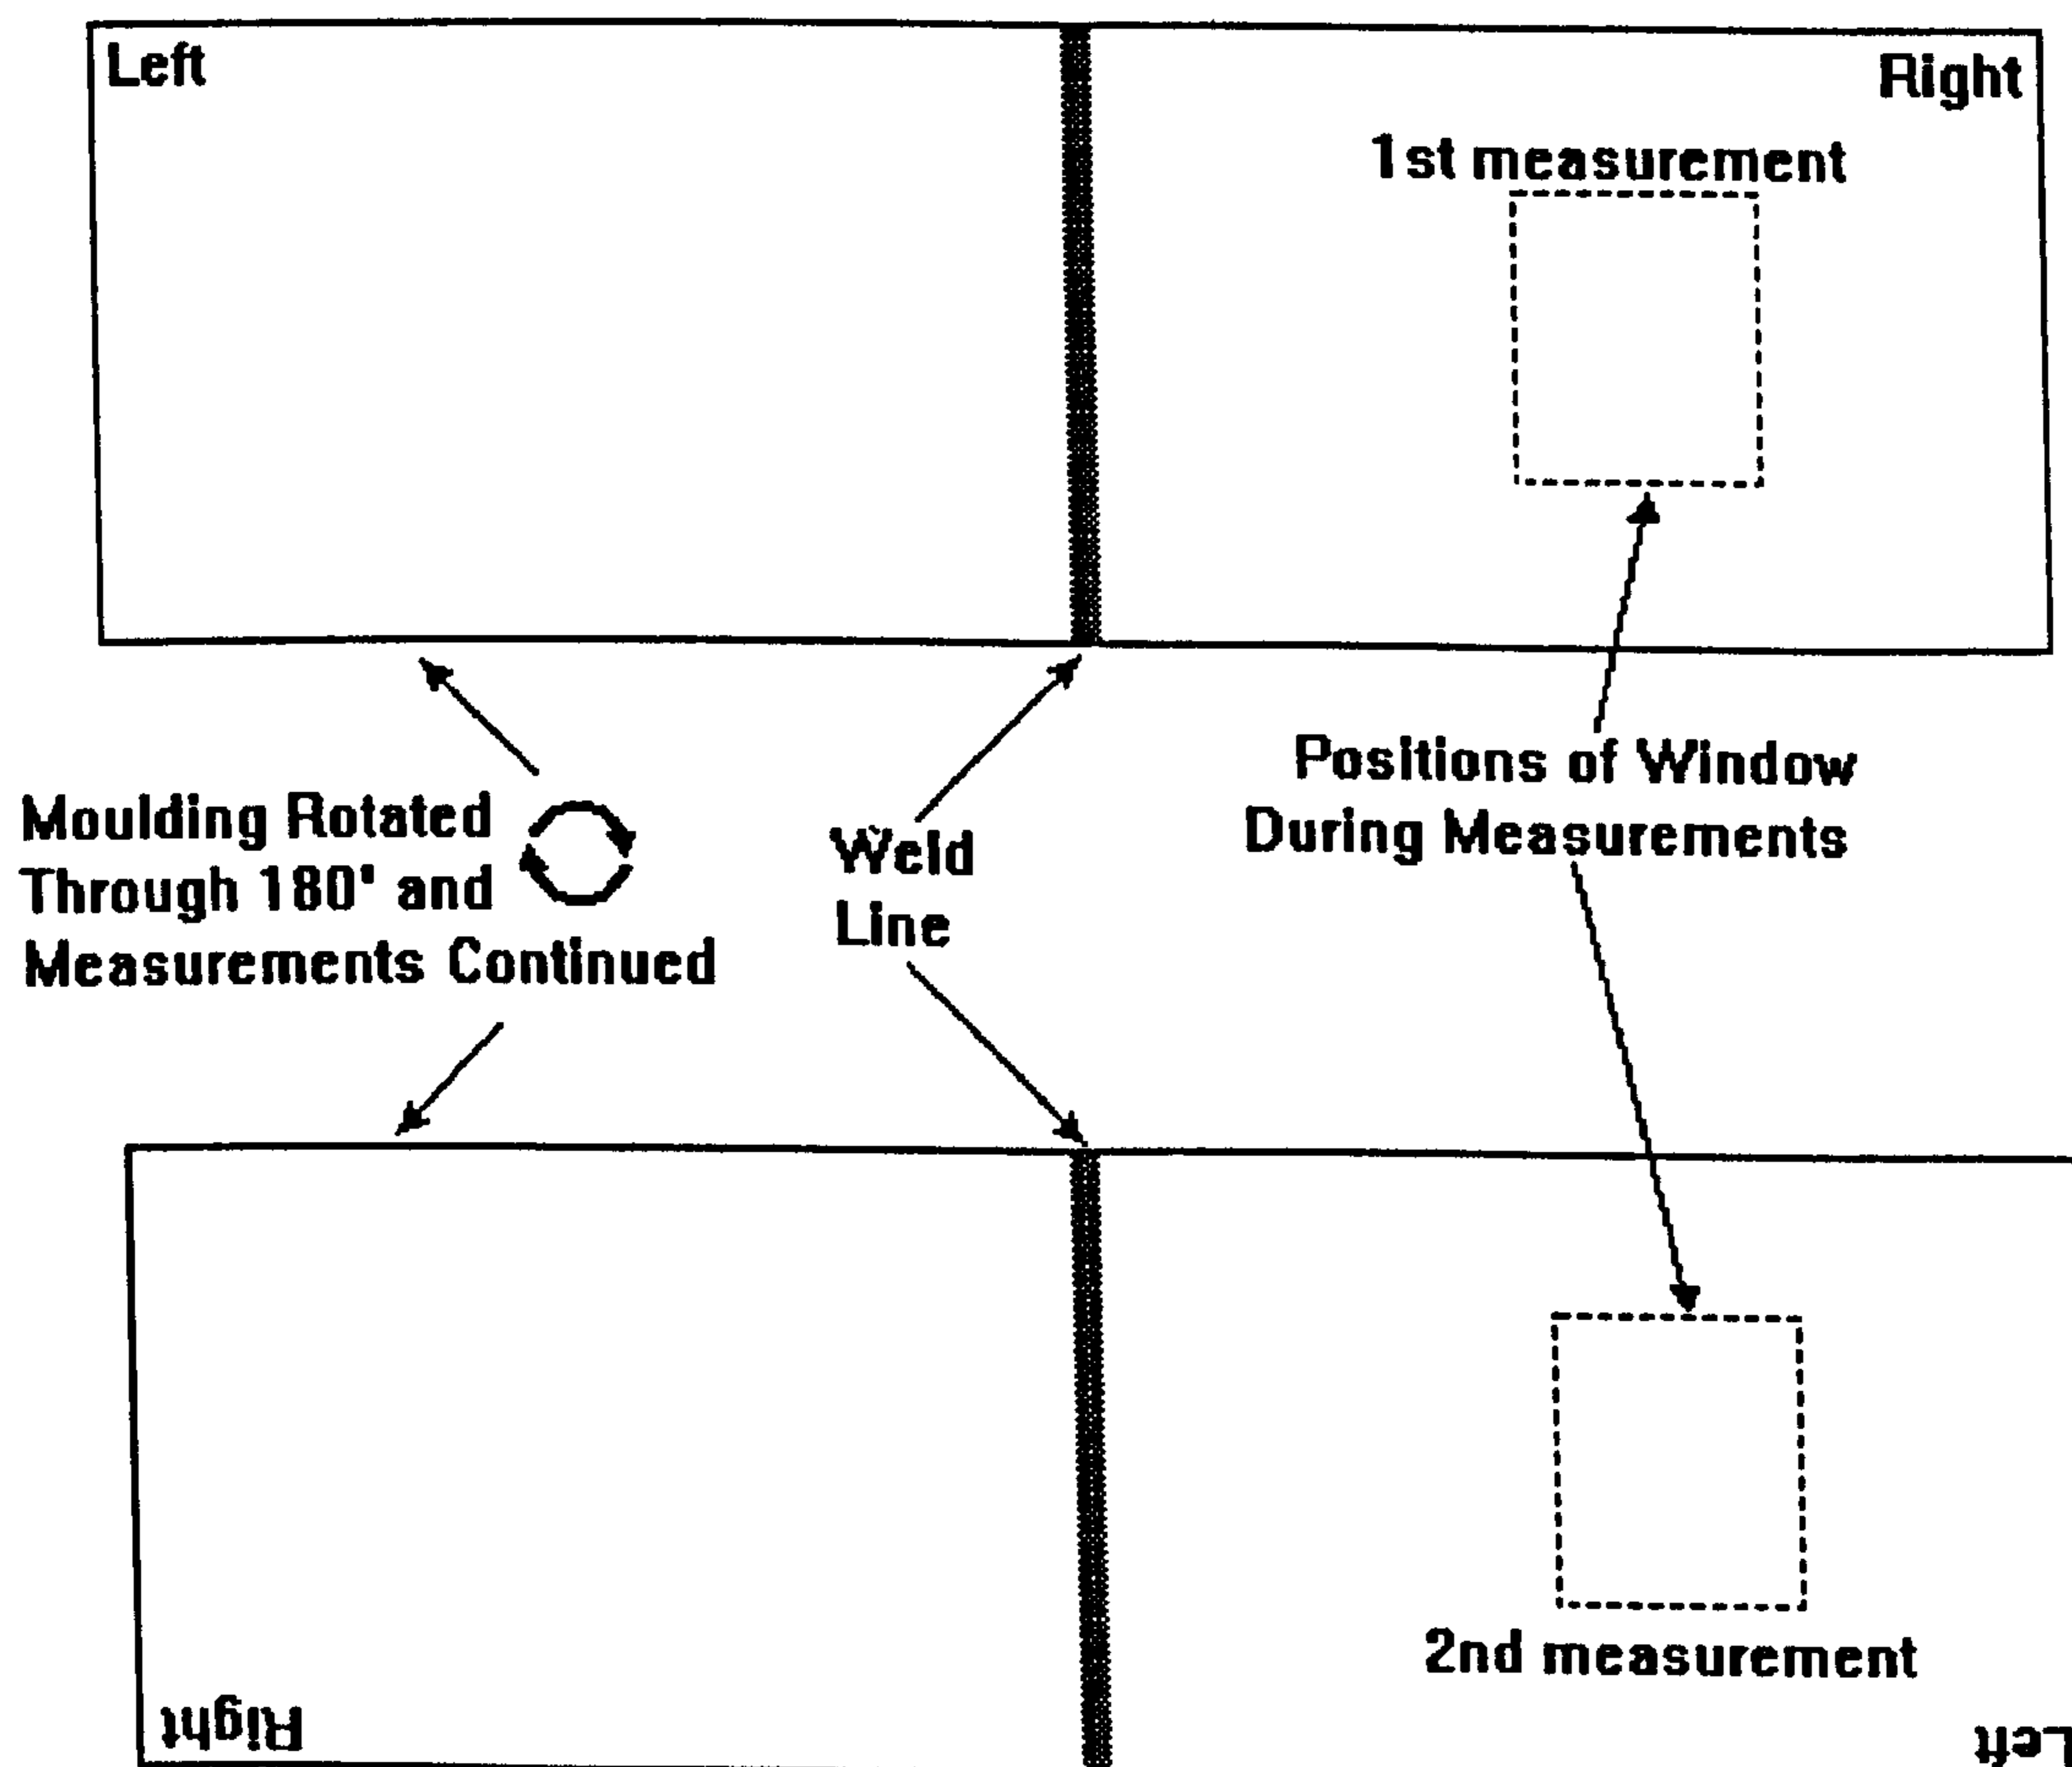 Left
Right
1st measurement
Positions of Window
During Measurements
Moulding Rotated
Through 180° and
Measurements Continued
Weld
Line
2nd measurement
Right
Left